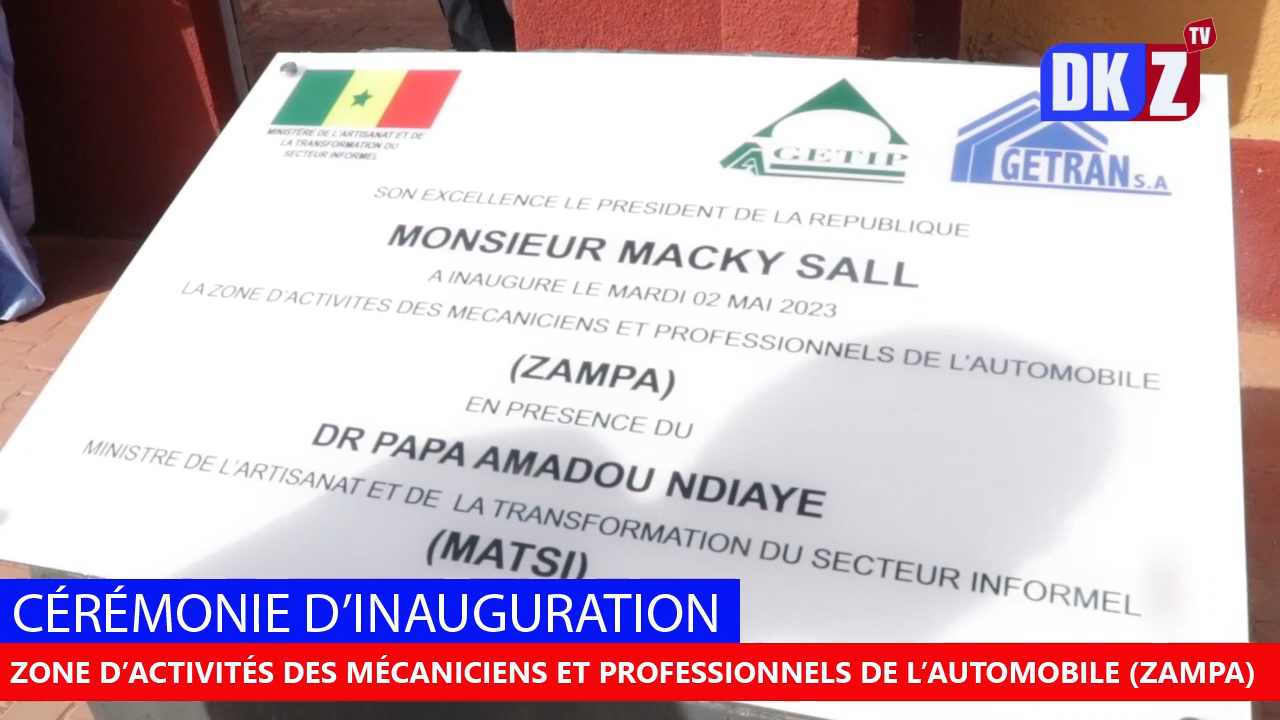 DKZ TV
MINISTÈRE DE L'ARTISANAT ET DE
LA TRANSFORMATION DU
SECTEUR INFORMEL
AGETIP
GETRAN S.A
SON EXCELLENCE LE PRESIDENT DE LA REPUBLIQUE
MONSIEUR MACKY SALL
A INAUGURE LE MARDI 02 MAI 2023
LA ZONE D'ACTIVITES DES MECANICIENS ET PROFESSIONNELS DE L'AUTOMOBILE
(ZAMPA)
EN PRESENCE DU
DR PAPA AMADOU NDIAYE
MINISTRE DE L'ARTISANAT ET DE LA TRANSFORMATION DU SECTEUR INFORMEL
(MATSI)
CÉRÉMONIE D’INAUGURATION
ZONE D’ACTIVITÉS DES MÉCANICIENS ET PROFESSIONNELS DE L’AUTOMOBILE (ZAMPA)